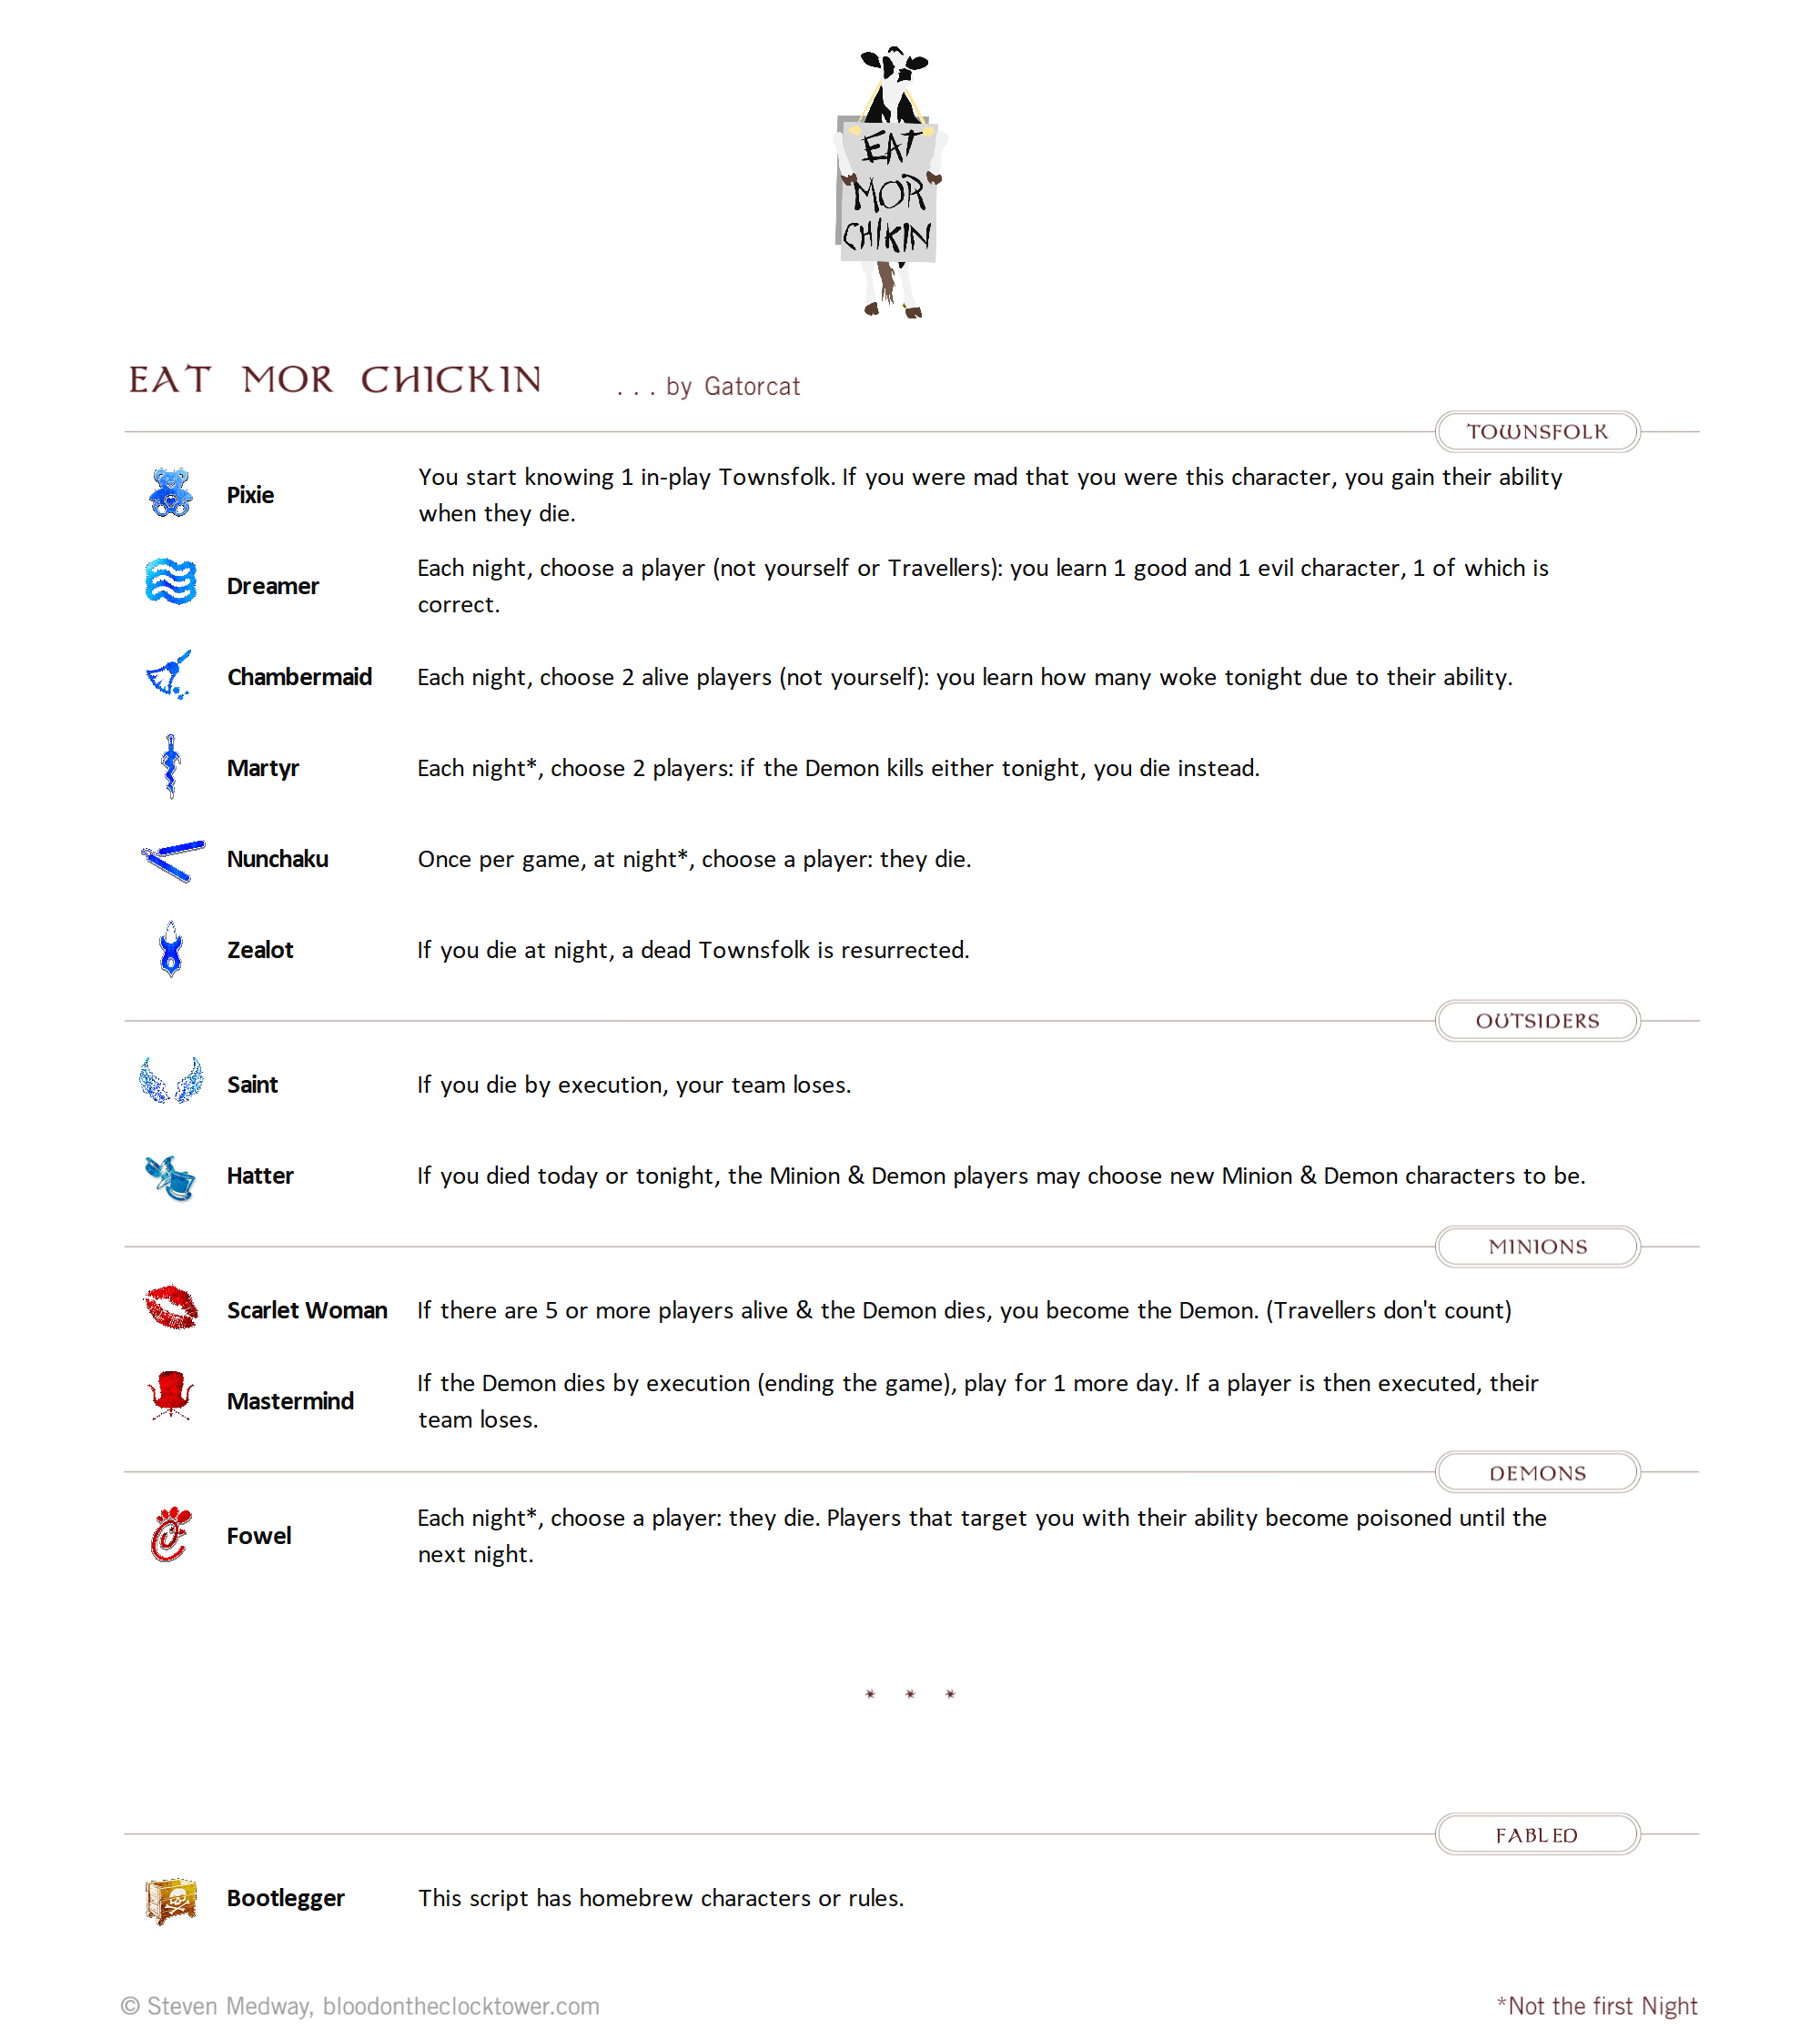 EAT
MOR
CHIKIN
EAT MOR CHICKIN . . . by Gatorcat
TOWNSFOLK
Pixie You start knowing 1 in-play Townsfolk. If you were mad that you were this character, you gain their ability
when they die.
Dreamer Each night, choose a player (not yourself or Travellers): you learn 1 good and 1 evil character, 1 of which is
correct.
Chambermaid Each night, choose 2 alive players (not yourself): you learn how many woke tonight due to their ability.
Martyr Each night*, choose 2 players: if the Demon kills either tonight, you die instead.
Nunchaku Once per game, at night*, choose a player: they die.
Zealot If you die at night, a dead Townsfolk is resurrected.
OUTSIDERS
Saint If you die by execution, your team loses.
Hatter If you died today or tonight, the Minion & Demon players may choose new Minion & Demon characters to be.
MINIONS
Scarlet Woman If there are 5 or more players alive & the Demon dies, you become the Demon. (Travellers don't count)
Mastermind If the Demon dies by execution (ending the game), play for 1 more day. If a player is then executed, their
team loses.
DEMONS
Fowel Each night*, choose a player: they die. Players that target you with their ability become poisoned until the
next night.
* * *
FABLED
Bootlegger This script has homebrew characters or rules.
© Steven Medway, bloodontheclocktower.com
*Not the first Night